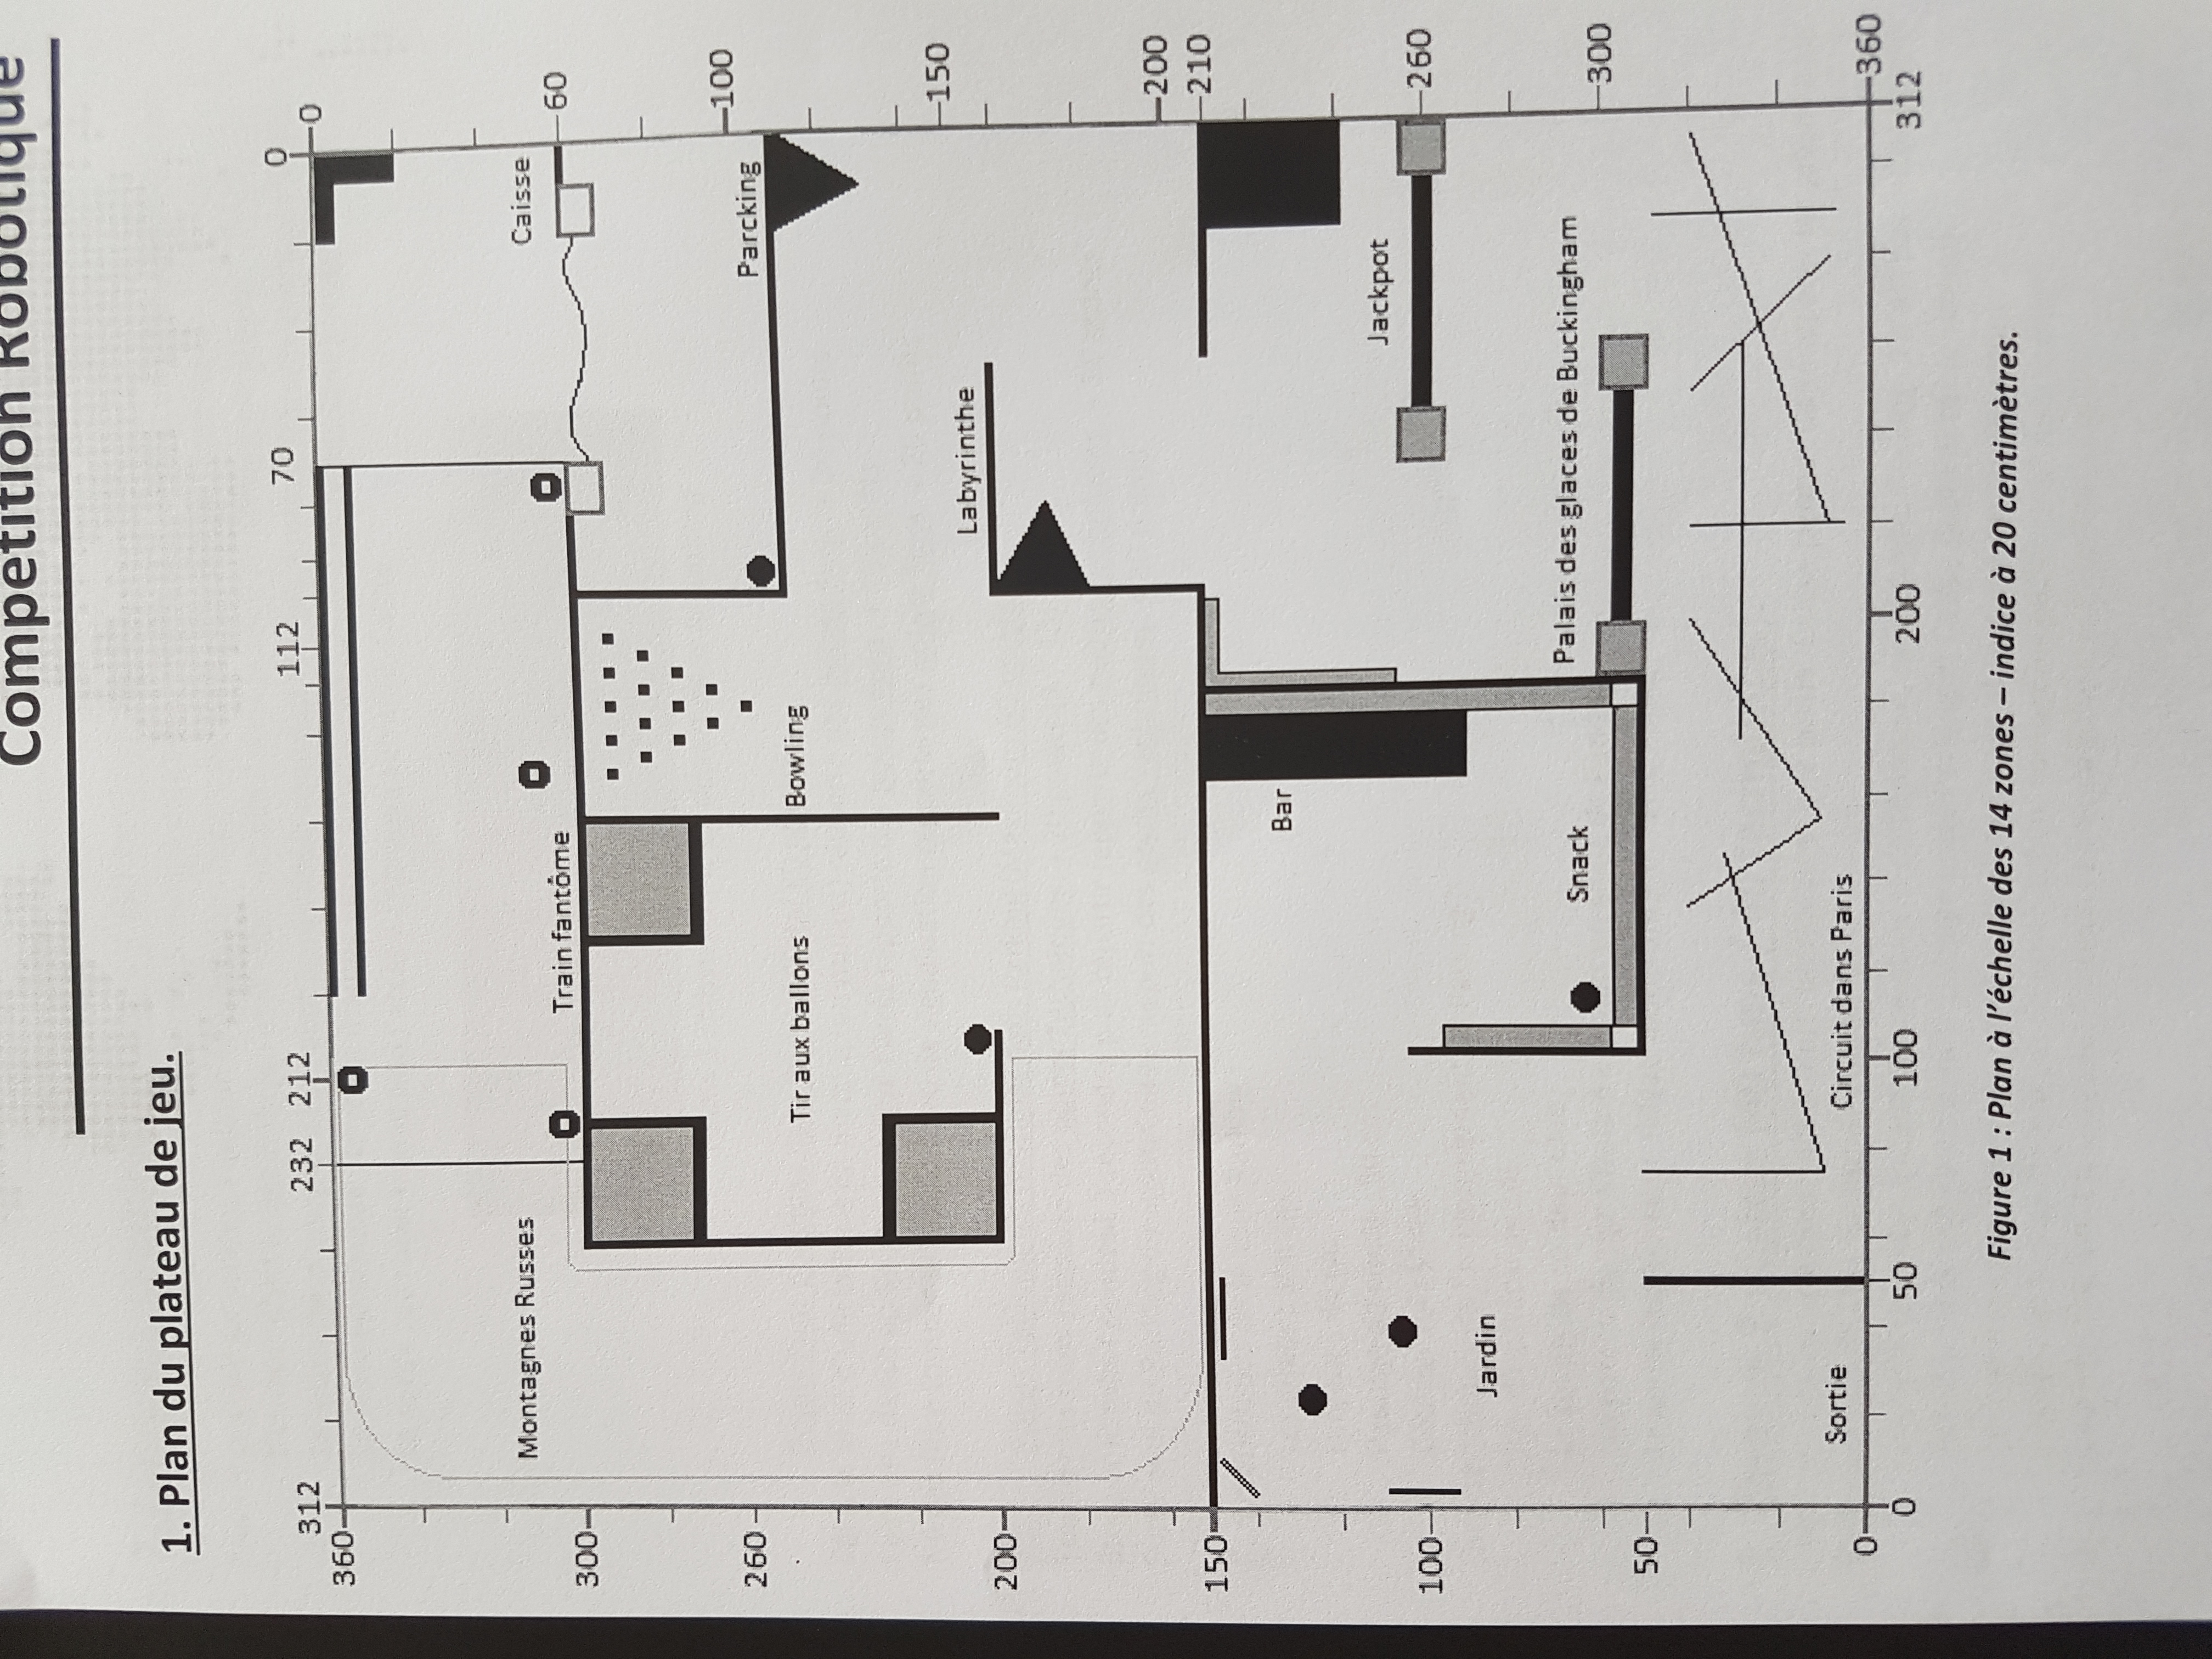 Compétition Robotique
1. Plan du plateau de jeu.
312 232 212 112 70 0
360 0
Montagnes Russes
Caisse
Train fantôme
60
300
100
260
Parcking
Tir aux ballons
Bowling
150
Labyrinthe
200
200
210
150
Bar
Jackpot
100
260
Jardin
Palais des glaces de Buckingham
Snack
300
50
Sortie
Circuit dans Paris
0 360
0 50 100 200 312
Figure 1 : Plan à l’échelle des 14 zones – indice à 20 centimètres.